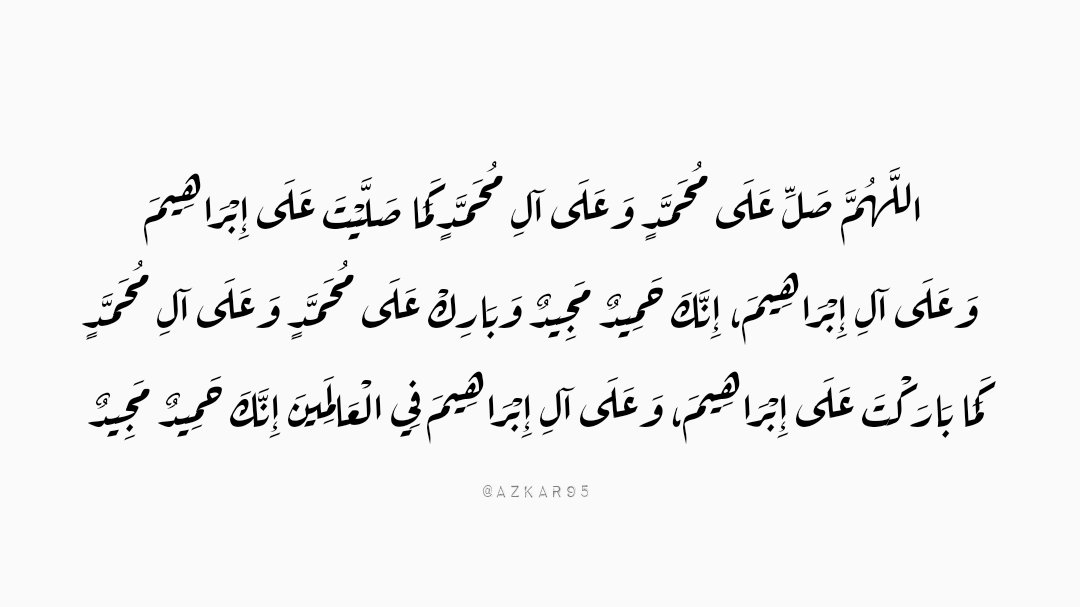 اللَّهُمَّ صَلِّ عَلَى مُحَمَّدٍ وَ عَلَى آلِ مُحَمَّدٍ كَمَا صَلَّيْتَ عَلَى إِبْرَاهِيمَ
وَ عَلَى آلِ إِبْرَاهِيمَ، إِنَّكَ حَمِيدٌ مَجِيدٌ وَبَارِكْ عَلَى مُحَمَّدٍ وَ عَلَى آلِ مُحَمَّدٍ
كَمَا بَارَكْتَ عَلَى إِبْرَاهِيمَ، وَ عَلَى آلِ إِبْرَاهِيمَ فِي الْعَالَمِينَ إِنَّكَ حَمِيدٌ مَجِيدٌ
@AZKAR95